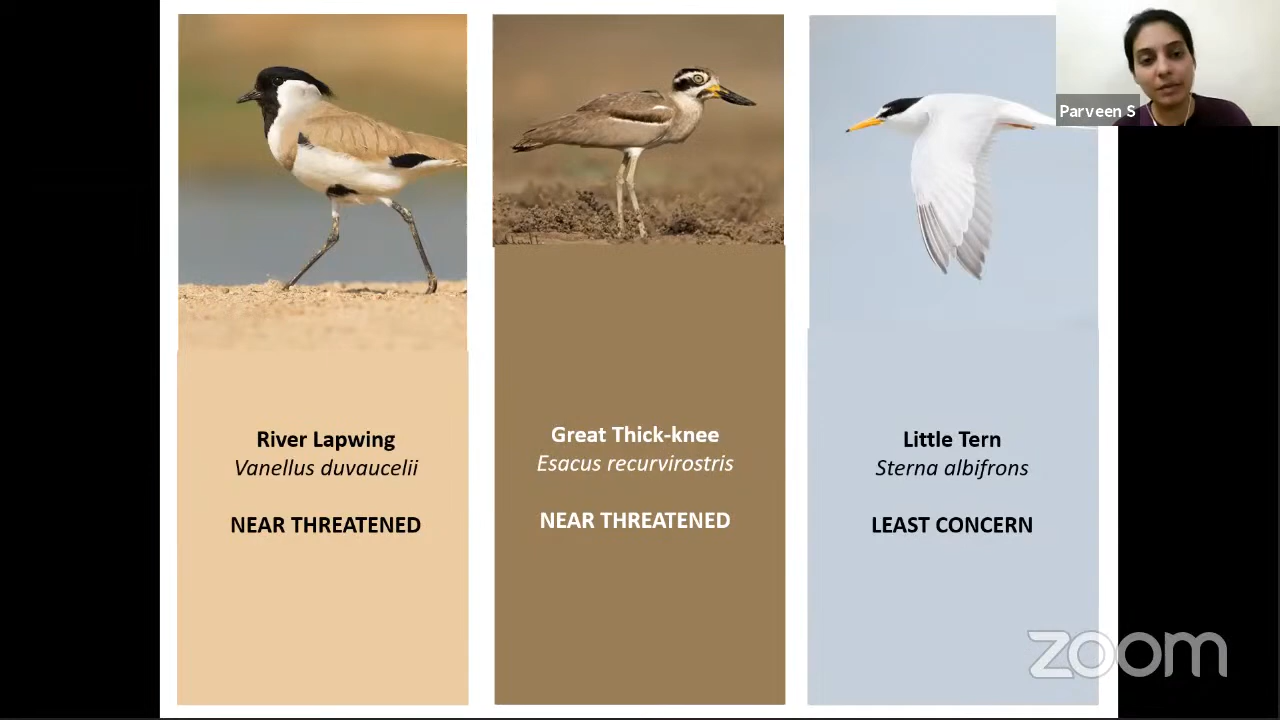 Parveen S
River Lapwing
Vanellus duvaucelii
NEAR THREATENED
Great Thick-knee
Esacus recurvirostris
NEAR THREATENED
Little Tern
Sterna albifrons
LEAST CONCERN
zoom